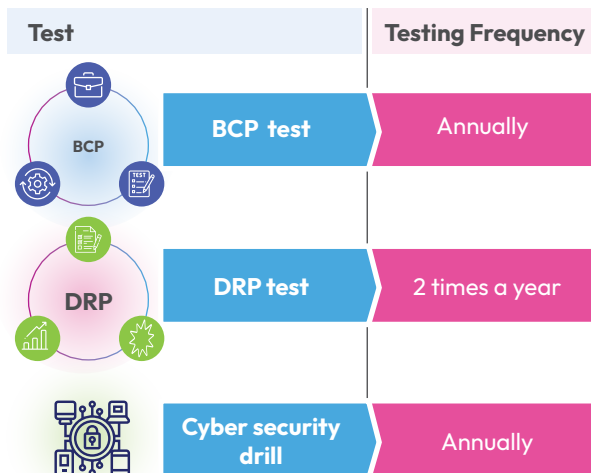 Test
Testing Frequency
BCP
TEST
BCP test
Annually
DRP
DRP test
2 times a year
Cyber security
drill
Annually